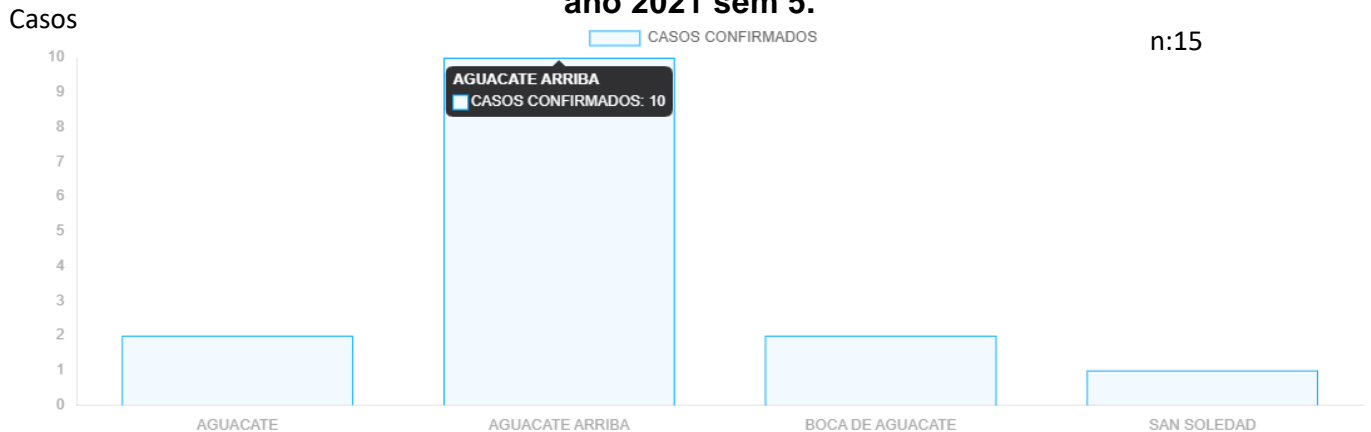 ano 2021 sem 5.
Casos
CASOS CONFIRMADOS
n:15
10
AGUACATE ARRIBA
CASOS CONFIRMADOS: 10
9
8
7
6
5
4
3
2
1
0
AGUACATE
AGUACATE ARRIBA
BOCA DE AGUACATE
SAN SOLEDAD